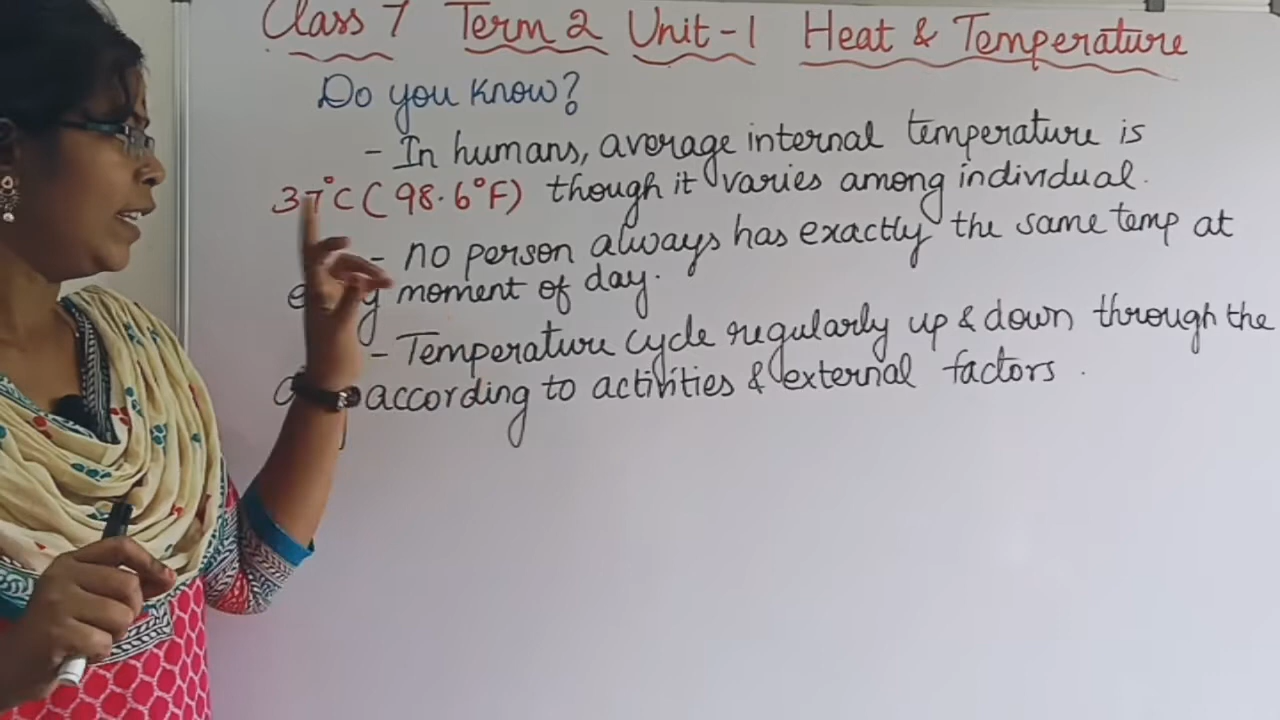 Class 7 Term 2 Unit-1 Heat & Temperature
Do you know?
- In humans, average internal temperature is
37°C (98.6°F) though it varies among individual.
- no person always has exactly the same temp at
moment of day.
- Temperature cycle regularly up & down through the
according to activities & external factors.